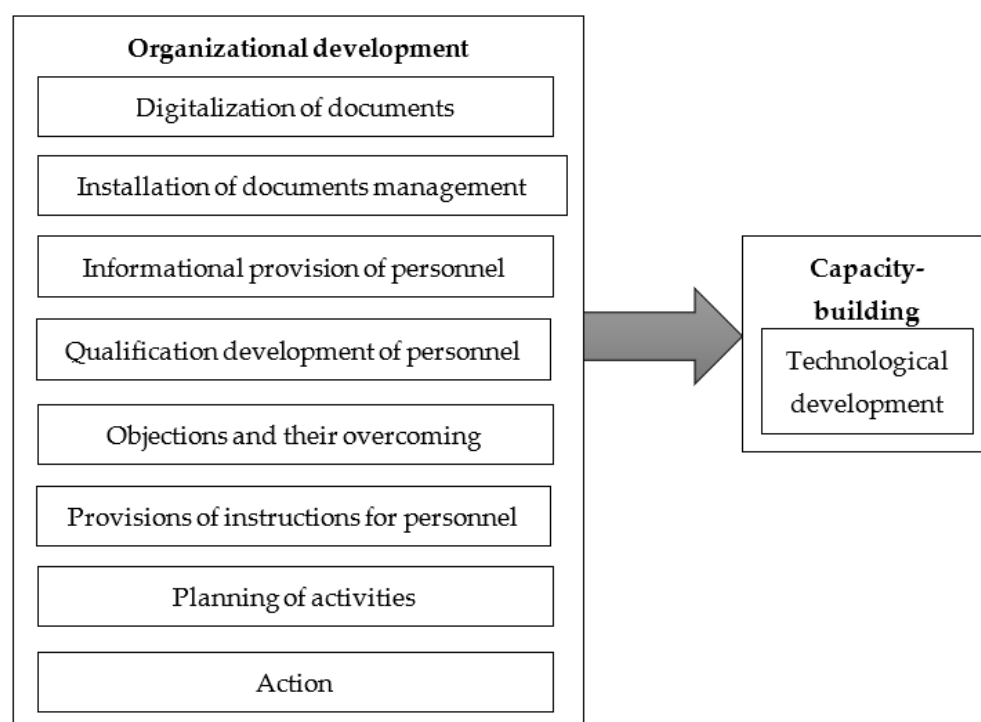 Organizational development
Digitalization of documents
Installation of documents management
Informational provision of personnel
Qualification development of personnel
Objections and their overcoming
Provisions of instructions for personnel
Planning of activities
Action
Capacity-
building
Technological
development